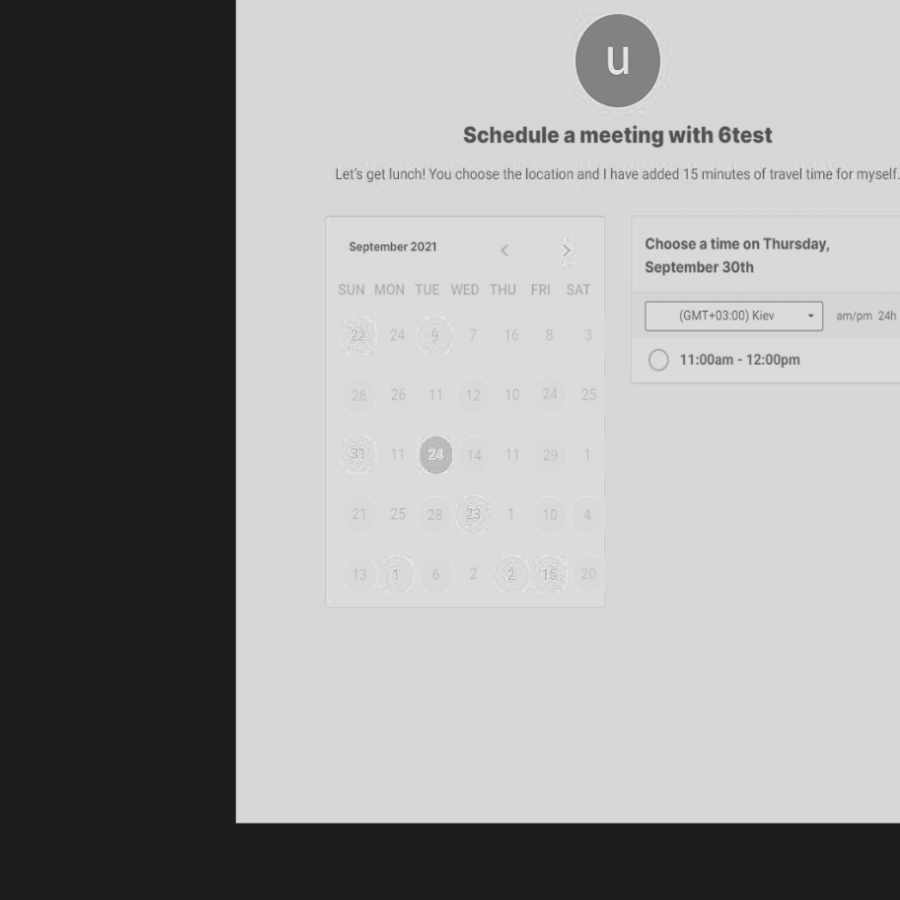 u
Schedule a meeting with 6test
Let's get lunch! You choose the location and I have added 15 minutes of travel time for myself.
September 2021
SUN MON TUE WED THU FRI SAT
22 24 9 7 16 8 3
26 26 11 12 10 24 25
31 11 24 14 11 29 1
21 25 28 23 1 10 4
13 1 6 2 2 15 20
Choose a time on Thursday,
September 30th
(GMT+03:00) Kiev am/pm 24h
11:00am - 12:00pm